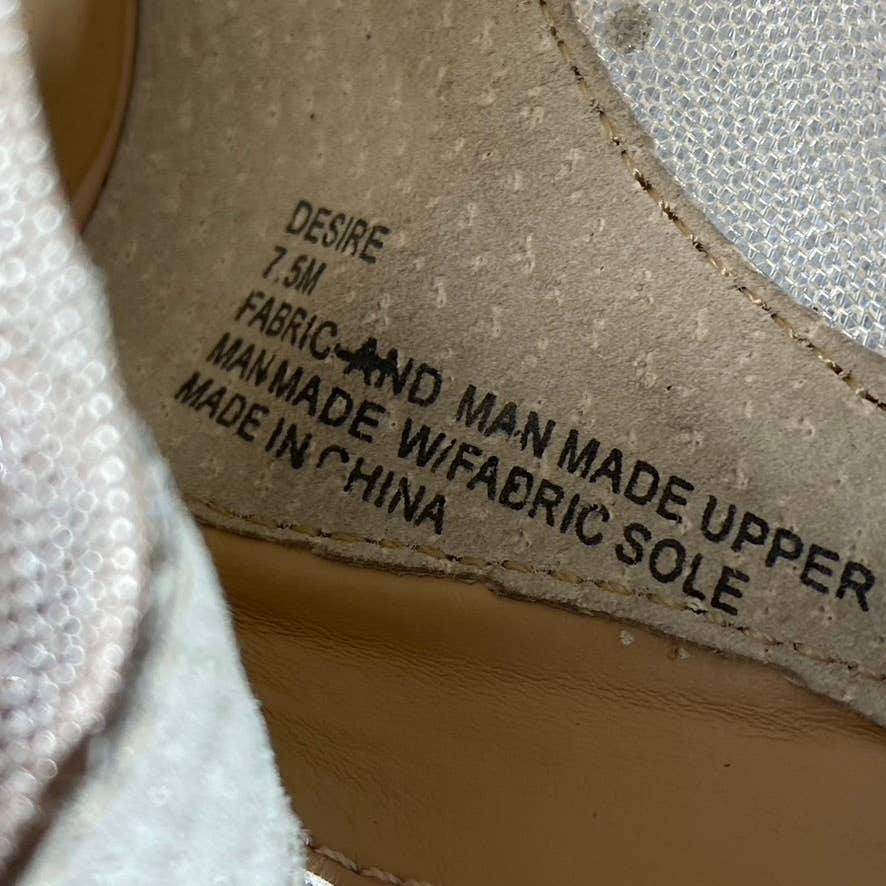 DESIRE
7.5M
FABRIC AND MAN MADE UPPER
MAN MADE W/FABRIC SOLE
MADE IN CHINA